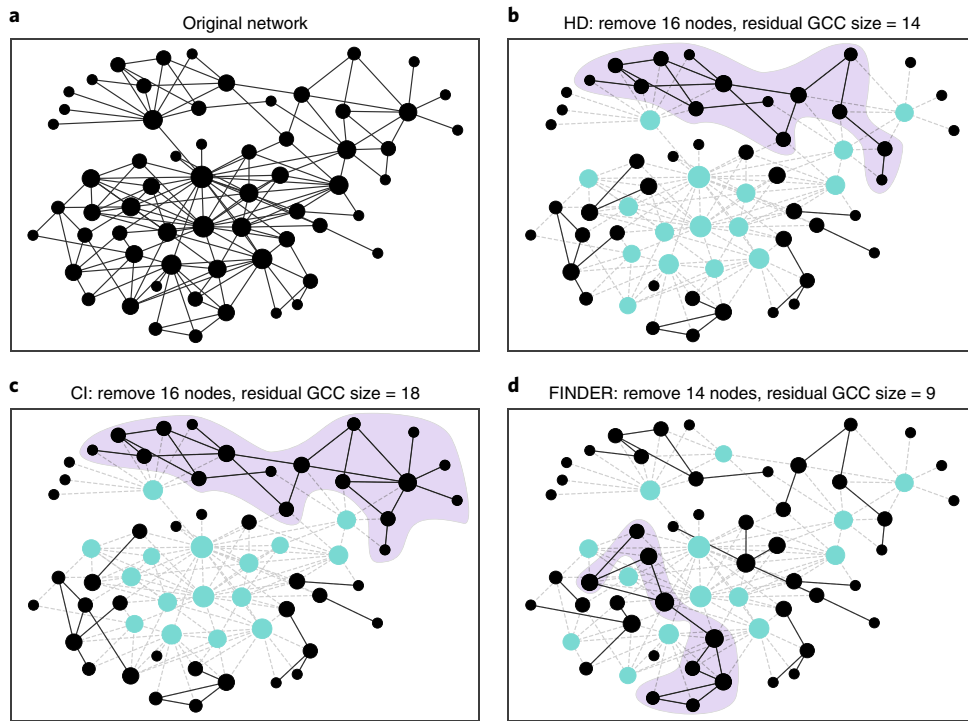 a
Original network
b
HD: remove 16 nodes, residual GCC size = 14
c
CI: remove 16 nodes, residual GCC size = 18
d
FINDER: remove 14 nodes, residual GCC size = 9